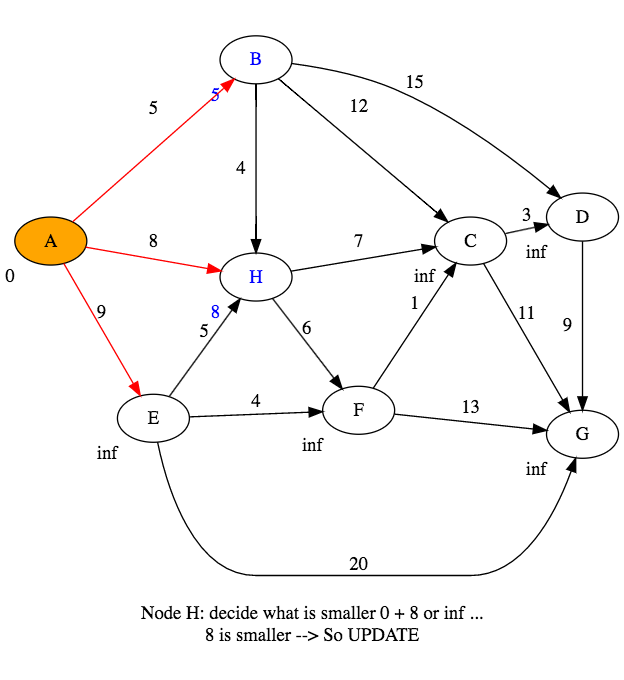 B
15
5
5
12
4
D
3
A
8
7
C
inf
0
H
inf
9
8
5
6
1
11
9
4
E
F
13
G
inf
inf
inf
20
Node H: decide what is smaller 0 + 8 or inf ...
8 is smaller --> So UPDATE